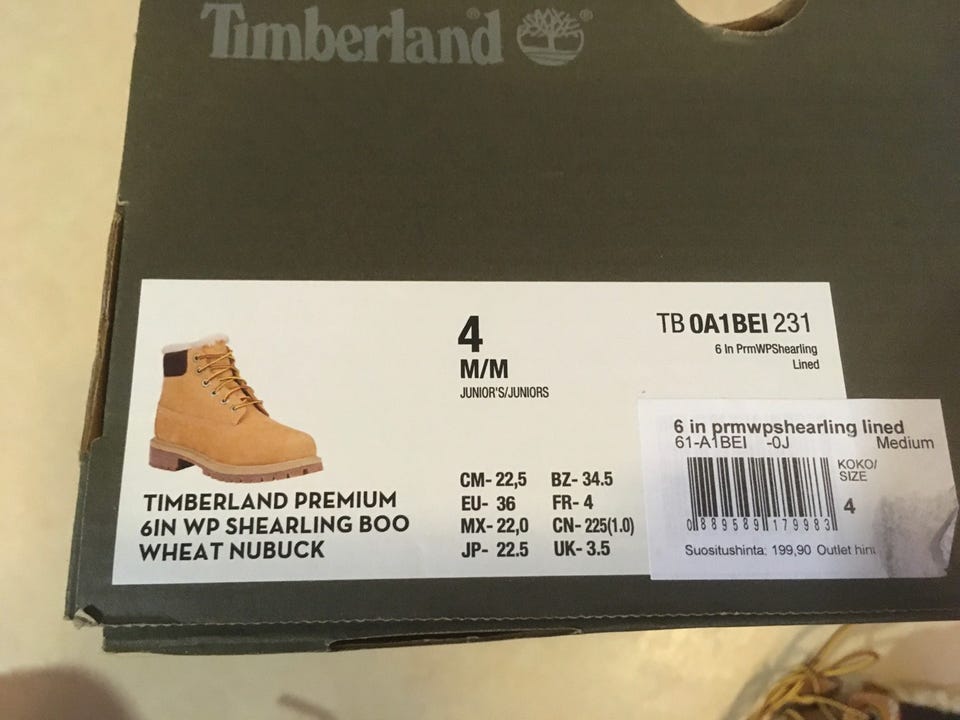 Timberland®
®
4
M/M
JUNIOR'S/JUNIORS
TB 0A1BEI 231
6 In PrmWPShearling
Lined
TIMBERLAND PREMIUM
6IN WP SHEARLING BOO
WHEAT NUBUCK
CM- 22,5 BZ- 34.5
EU- 36 FR- 4
MX- 22,0 CN- 225(1.0)
JP- 22.5 UK- 3.5
6 in prmwpshearling lined
61-A1BEI -0J Medium
KOKO/
SIZE
4
0 889589 179983
Suositushinta: 199,90 Outlet